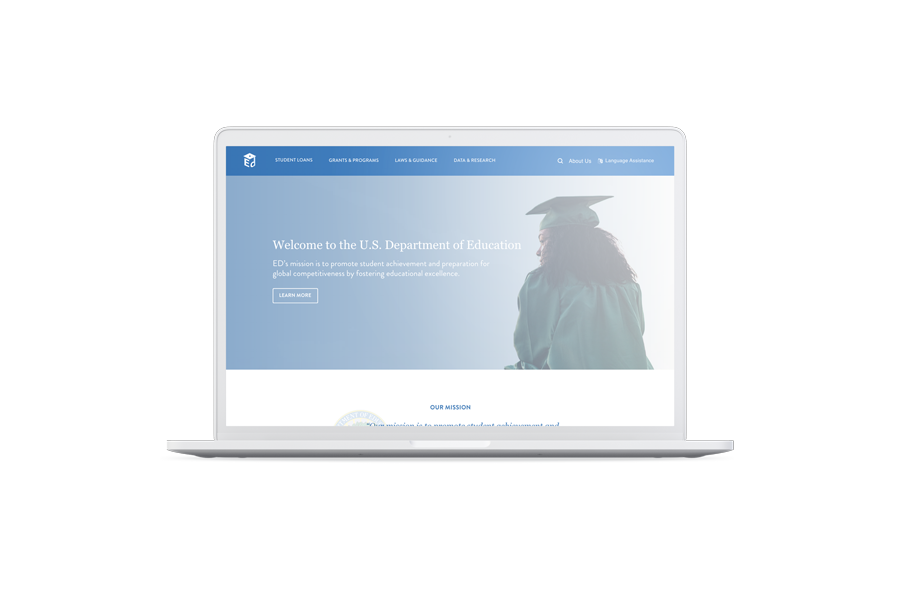 ED
STUDENT LOANS
GRANTS & PROGRAMS
LAWS & GUIDANCE
DATA & RESEARCH
About Us
Language Assistance
Welcome to the U.S. Department of Education
ED's mission is to promote student achievement and preparation for
global competitiveness by fostering educational excellence.
LEARN MORE
OUR MISSION
"Our mission is to promote student achievement and